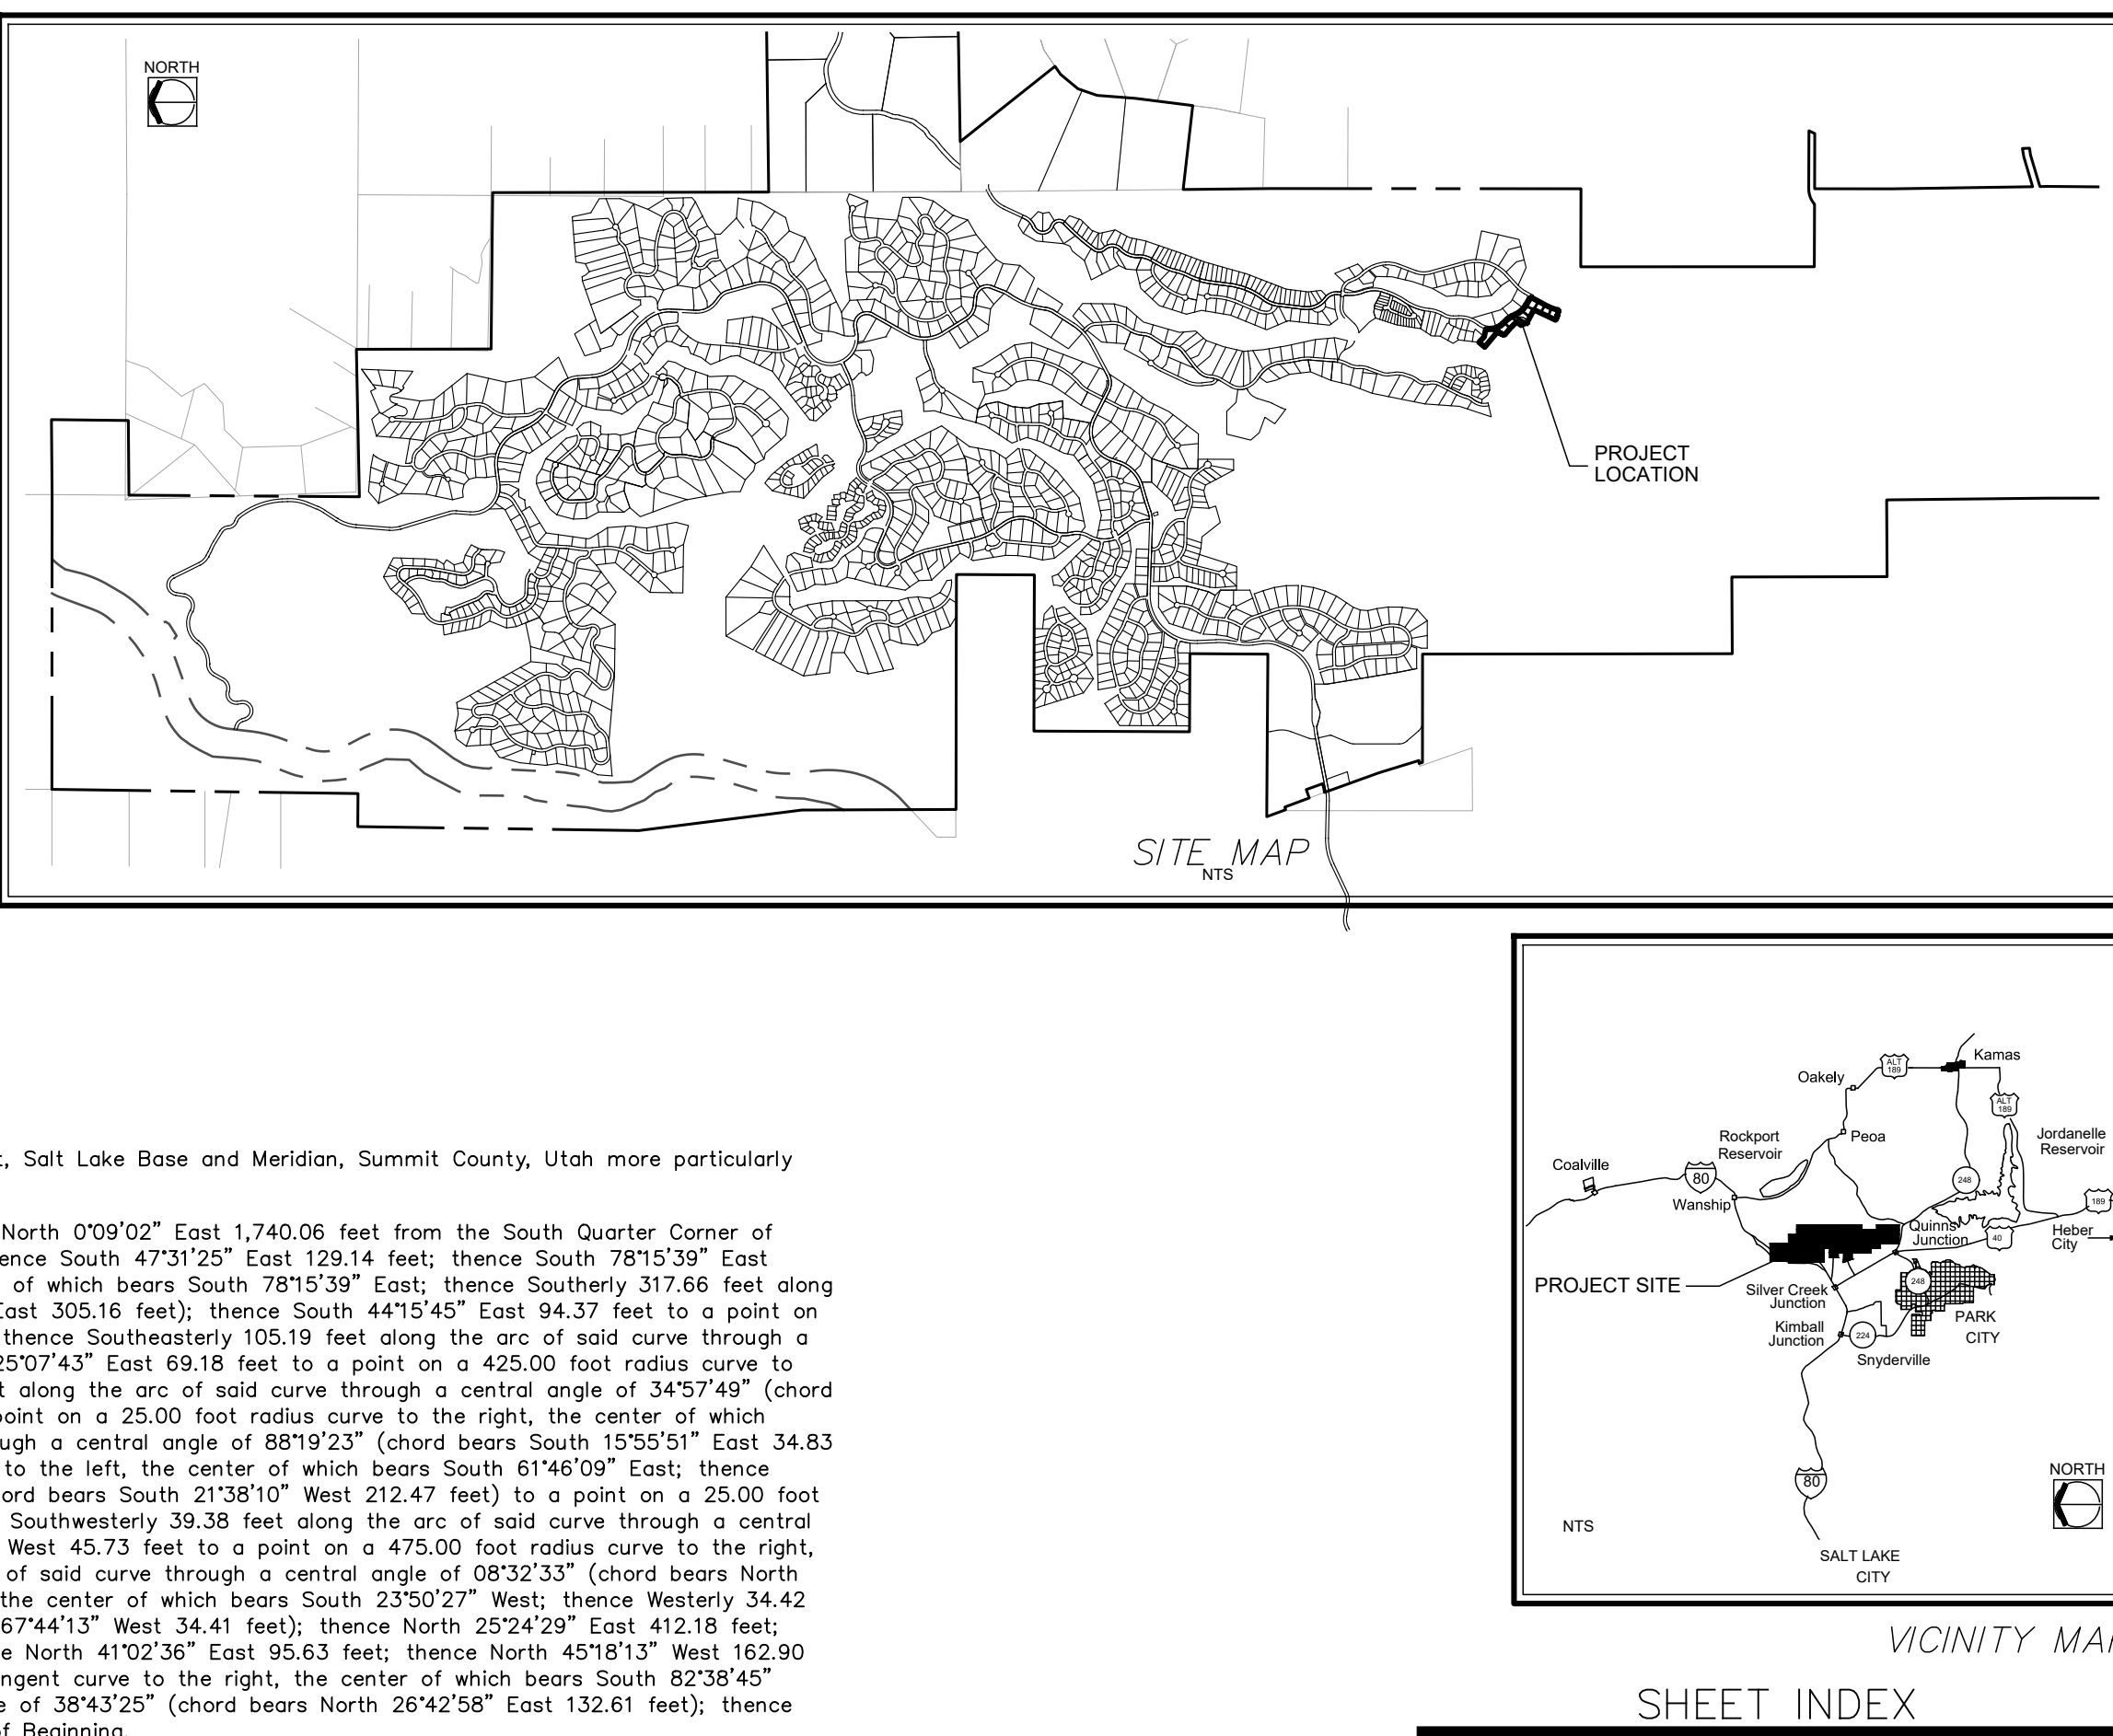 NORTH
PROJECT
LOCATION
SITE MAP
NTS
, Salt Lake Base and Meridian, Summit County, Utah more particularly
North 0°09'02" East 1,740.06 feet from the South Quarter Corner of
ence South 47°31'25" East 129.14 feet; thence South 78°15'39" East
of which bears South 78°15'39" East; thence Southerly 317.66 feet along
East 305.16 feet); thence South 44°15'45" East 94.37 feet to a point on
thence Southeasterly 105.19 feet along the arc of said curve through a
25°07'43" East 69.18 feet to a point on a 425.00 foot radius curve to
t along the arc of said curve through a central angle of 34°57'49" (chord
point on a 25.00 foot radius curve to the right, the center of which
ugh a central angle of 88°19'23" (chord bears South 15°55'51" East 34.83
to the left, the center of which bears South 61°46'09" East; thence
ord bears South 21°38'10" West 212.47 feet) to a point on a 25.00 foot
Southwesterly 39.38 feet along the arc of said curve through a central
West 45.73 feet to a point on a 475.00 foot radius curve to the right,
of said curve through a central angle of 08°32'33" (chord bears North
the center of which bears South 23°50'27" West; thence Westerly 34.42
67°44'13" West 34.41 feet); thence North 25°24'29" East 412.18 feet;
e North 41°02'36" East 95.63 feet; thence North 45°18'13" West 162.90
ngent curve to the right, the center of which bears South 82°38'45"
e of 38°43'25" (chord bears North 26°42'58" East 132.61 feet); thence
of Beginning.
Kamas
ALT
189
Oakely
ALT
189
Jordanelle
Reservoir
Rockport
Reservoir
Peoa
Coalville
80
Wanship
248
189
Quinns
Junction
40
Heber
City
PROJECT SITE
Silver Creek
Junction
248
PARK
CITY
Kimball
Junction
224
Snyderville
80
NORTH
NTS
SALT LAKE
CITY
VICINITY MAP
SHEET INDEX